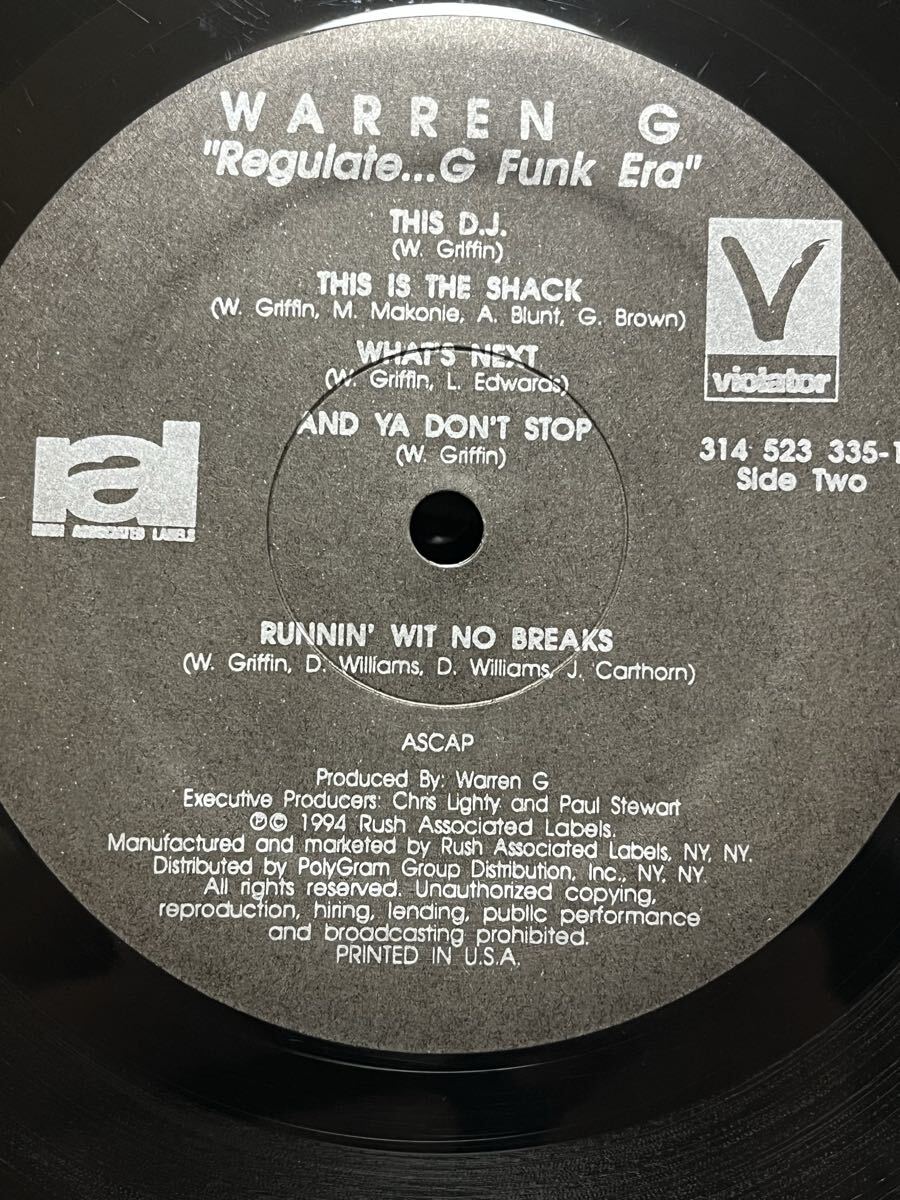 WARREN G
"Regulate...G Funk Era"
THIS D.J.
(W. Griffin)
THIS IS THE SHACK
(W. Griffin, M. Makonie, A. Blunt, G. Brown)
WHAT'S NEXT
(W. Griffin, L. Edwards)
AND YA DON'T STOP
(W. Griffin)
violator
314 523 335-1
Side Two
ral
RUSH ASSOCIATED LABELS
RUNNIN' WIT NO BREAKS
(W. Griffin, D. Williams, D. Williams, J. Carthorn)
ASCAP
Produced By: Warren G
Executive Producers: Chris Lighty and Paul Stewart
℗© 1994 Rush Associated Labels.
Manufactured and marketed by Rush Associated Labels, NY, NY.
Distributed by PolyGram Group Distribution, Inc., NY, NY.
All rights reserved. Unauthorized copying,
reproduction, hiring, lending, public performance
and broadcasting prohibited.
PRINTED IN U.S.A.